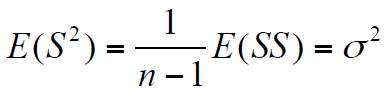 E(S²) = 1/(n − 1) E(SS) = σ²